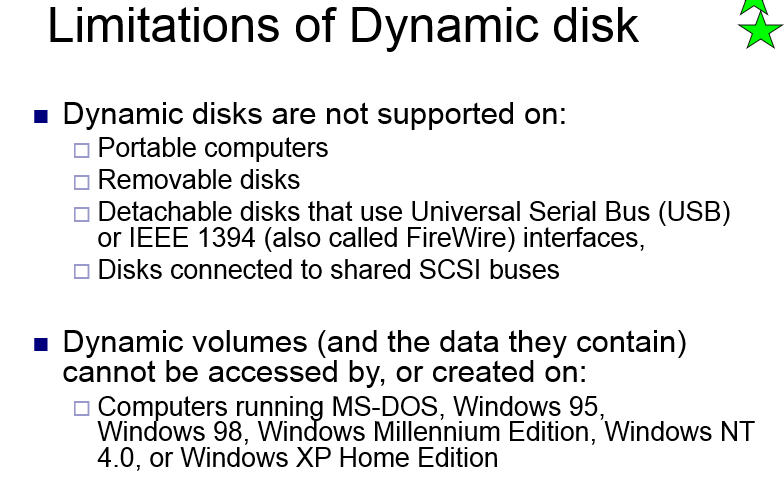 Limitations of Dynamic disk
Dynamic disks are not supported on:
Portable computers
Removable disks
Detachable disks that use Universal Serial Bus (USB)
or IEEE 1394 (also called FireWire) interfaces,
Disks connected to shared SCSI buses
Dynamic volumes (and the data they contain)
cannot be accessed by, or created on:
Computers running MS-DOS, Windows 95,
Windows 98, Windows Millennium Edition, Windows NT
4.0, or Windows XP Home Edition